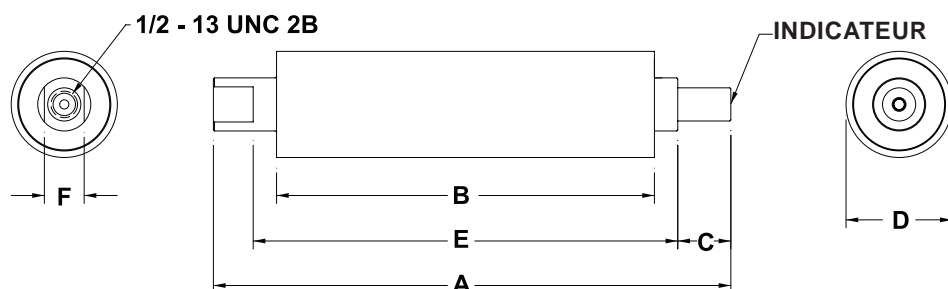 1/2 - 13 UNC 2B
INDICATEUR
F
B
D
E
C
A